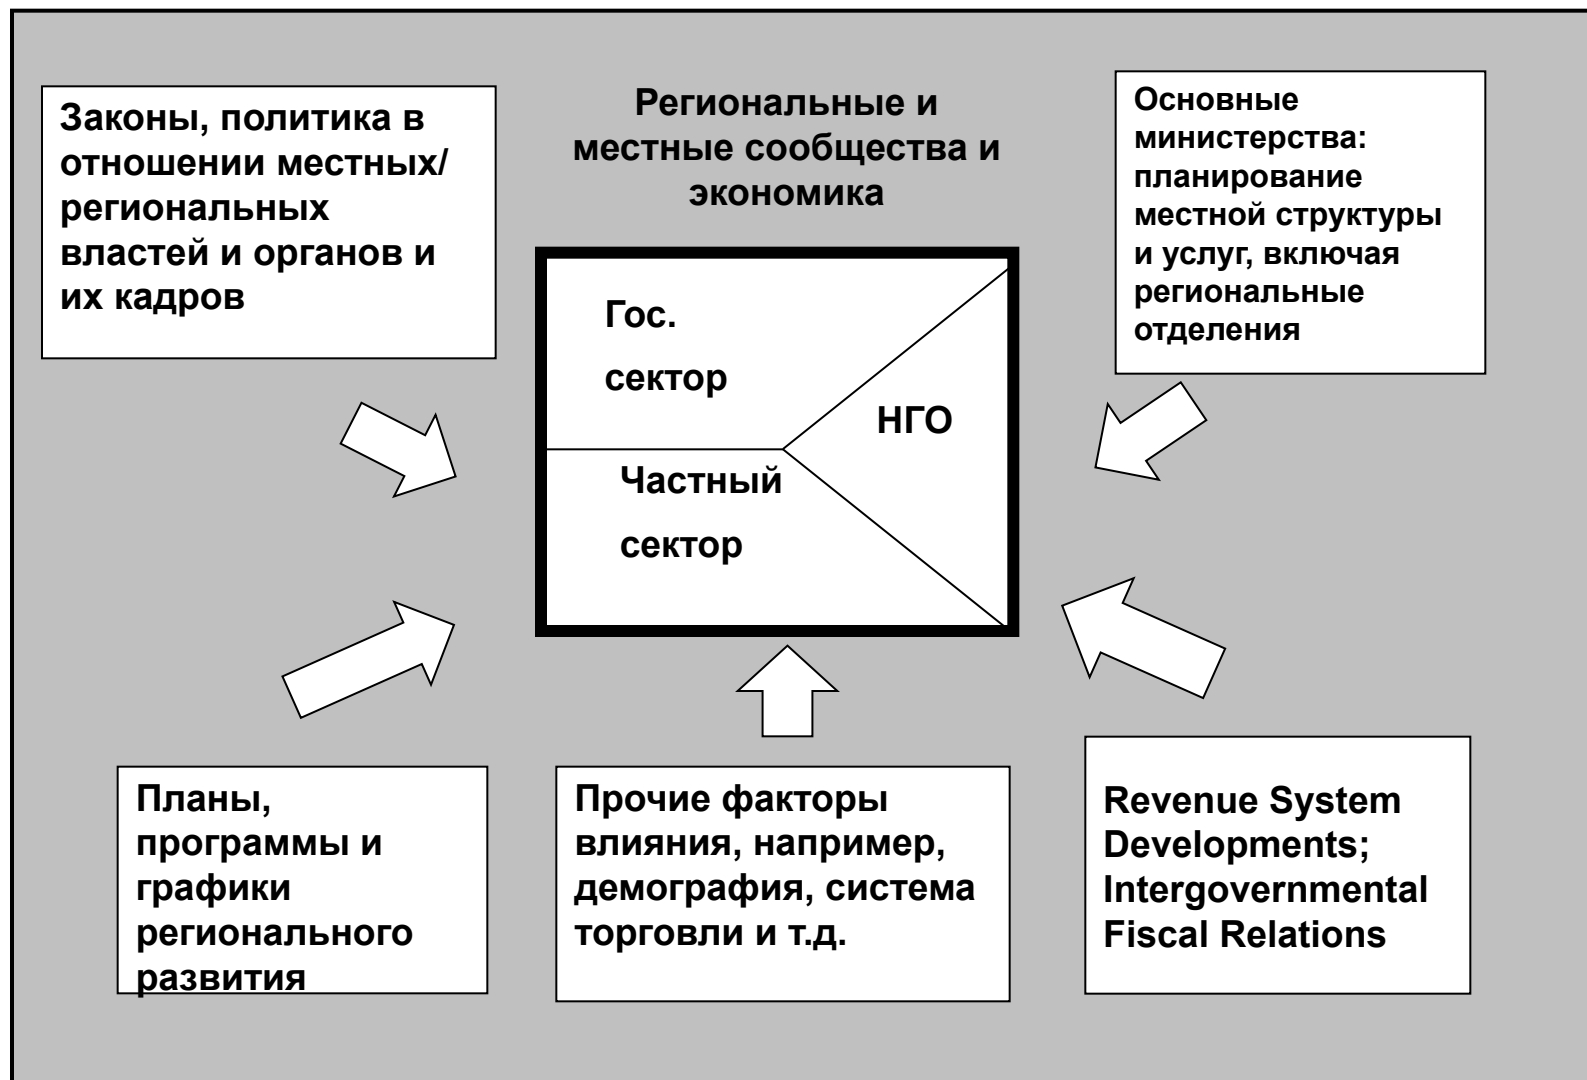 Законы, политика в
отношении местных/
региональных
властей и органов и
их кадров
Региональные и
местные сообщества и
экономика
Основные
министерства:
планирование
местной структуры
и услуг, включая
региональные
отделения
Гос.
сектор
НГО
Частный
сектор
Планы,
программы и
графики
регионального
развития
Прочие факторы
влияния, например,
демография, система
торговли и т.д.
Revenue System
Developments;
Intergovernmental
Fiscal Relations